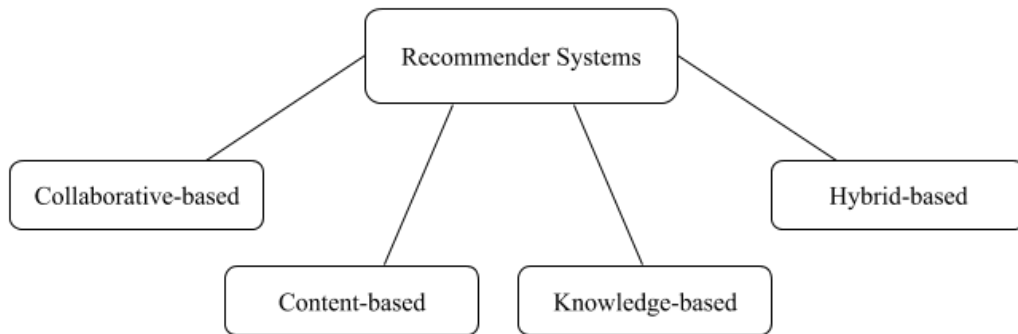 Recommender Systems
Collaborative-based
Hybrid-based
Content-based
Knowledge-based